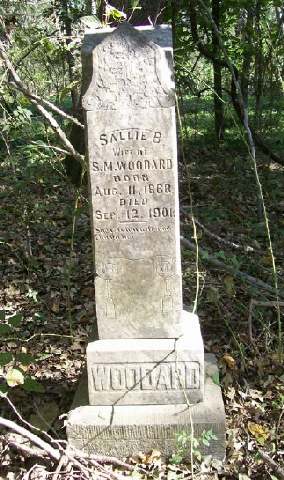 SALLIE B.
WIFE OF
S.M. WOODARD
BORN
AUG. 11, 1868
DIED
SEP. 12, 1901
WOODARD